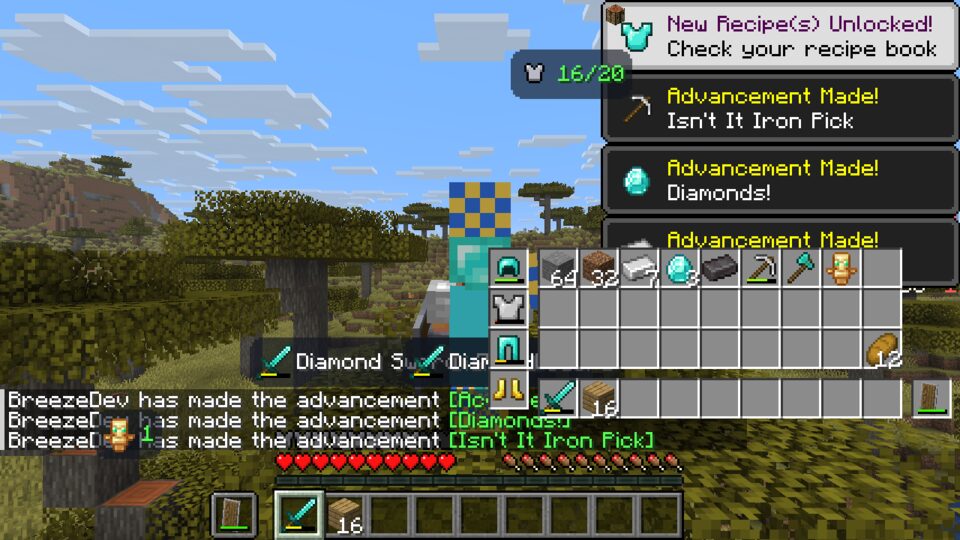 New Recipe(s) Unlocked!
Check your recipe book
16/20
Advancement Made!
Isn't It Iron Pick
Advancement Made!
Diamonds!
Advancement Made!
64
32
7
3
12
16
Diamond
BreezeDev has made the advancement
BreezeDev has made the advancement [Diamonds!]
has made the advancement [Isn't It Iron Pick]
1
16